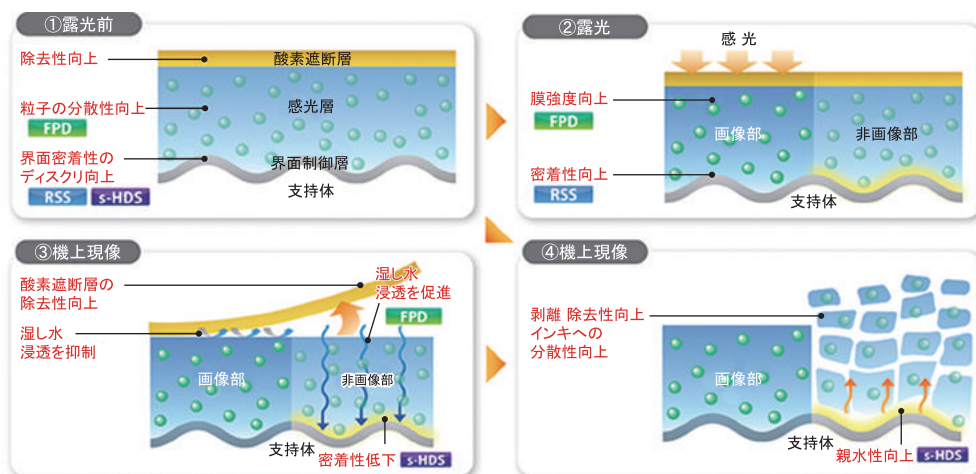 ①露光前
除去性向上
酸素遮断層
粒子の分散性向上
FPD
感光層
界面密着性の
ディスクリ向上
RSS s-HDS
界面制御層
支持体
②露光
感 光
膜強度向上
FPD
画像部
非画像部
密着性向上
RSS
支持体
③機上現像
酸素遮断層の
除去性向上
湿し水
浸透を促進
FPD
湿し水
浸透を抑制
画像部
非画像部
支持体
密着性低下 s-HDS
④機上現像
剥離 除去性向上
インキへの
分散性向上
画像部
支持体
親水性向上 s-HDS